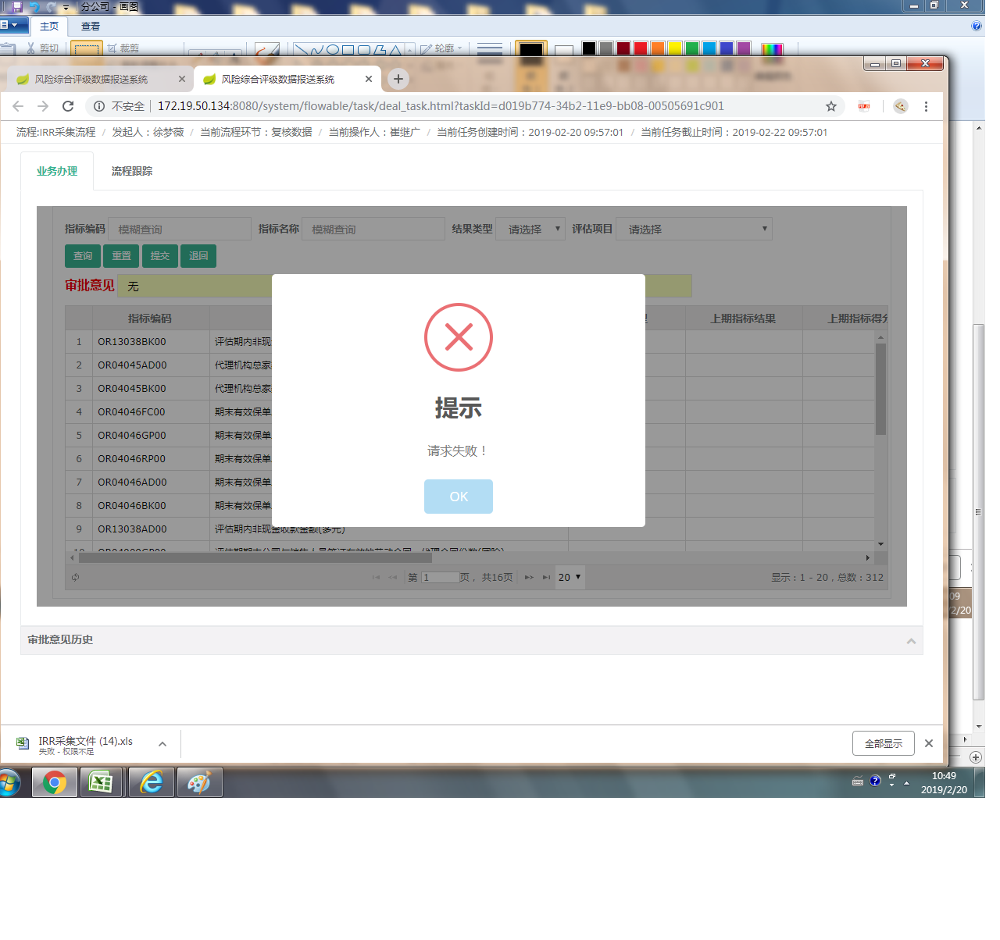 分公司 - 画图
主页 查看
剪切 裁剪 轮廓
风险综合评级数据报送系统 风险综合评级数据报送系统
不安全 172.19.50.134:8080/system/flowable/task/deal_task.html?taskId=d019b774-34b2-11e9-bb08-00505691c901
流程:IRR采集流程 / 发起人：徐梦薇 / 当前流程环节：复核数据 / 当前操作人：崔继广 / 当前任务创建时间：2019-02-20 09:57:01 / 当前任务截止时间：2019-02-22 09:57:01
业务办理 流程跟踪
指标编码 模糊查询 指标名称 模糊查询 结果类型 请选择 评估项目 请选择
查询 重置 提交 退回
审批意见 无
指标编码 上期指标结果 上期指标得分
1 OR13038BK00 评估期内非现
2 OR04045AD00 代理机构总家
3 OR04045BK00 代理机构总家
4 OR04046FC00 期末有效保单
5 OR04046GP00 期末有效保单
6 OR04046RP00 期末有效保单
7 OR04046AD00 期末有效保单
8 OR04046BK00 期末有效保单
9 OR13038AD00 评估期内非现金收款金额(多元)
提示
请求失败！
OK
第 1 页， 共16页 20 显示：1 - 20，总数：312
审批意见历史
IRR采集文件 (14).xls
失败 - 权限不足
全部显示
09
/2/20
10:49
2019/2/20